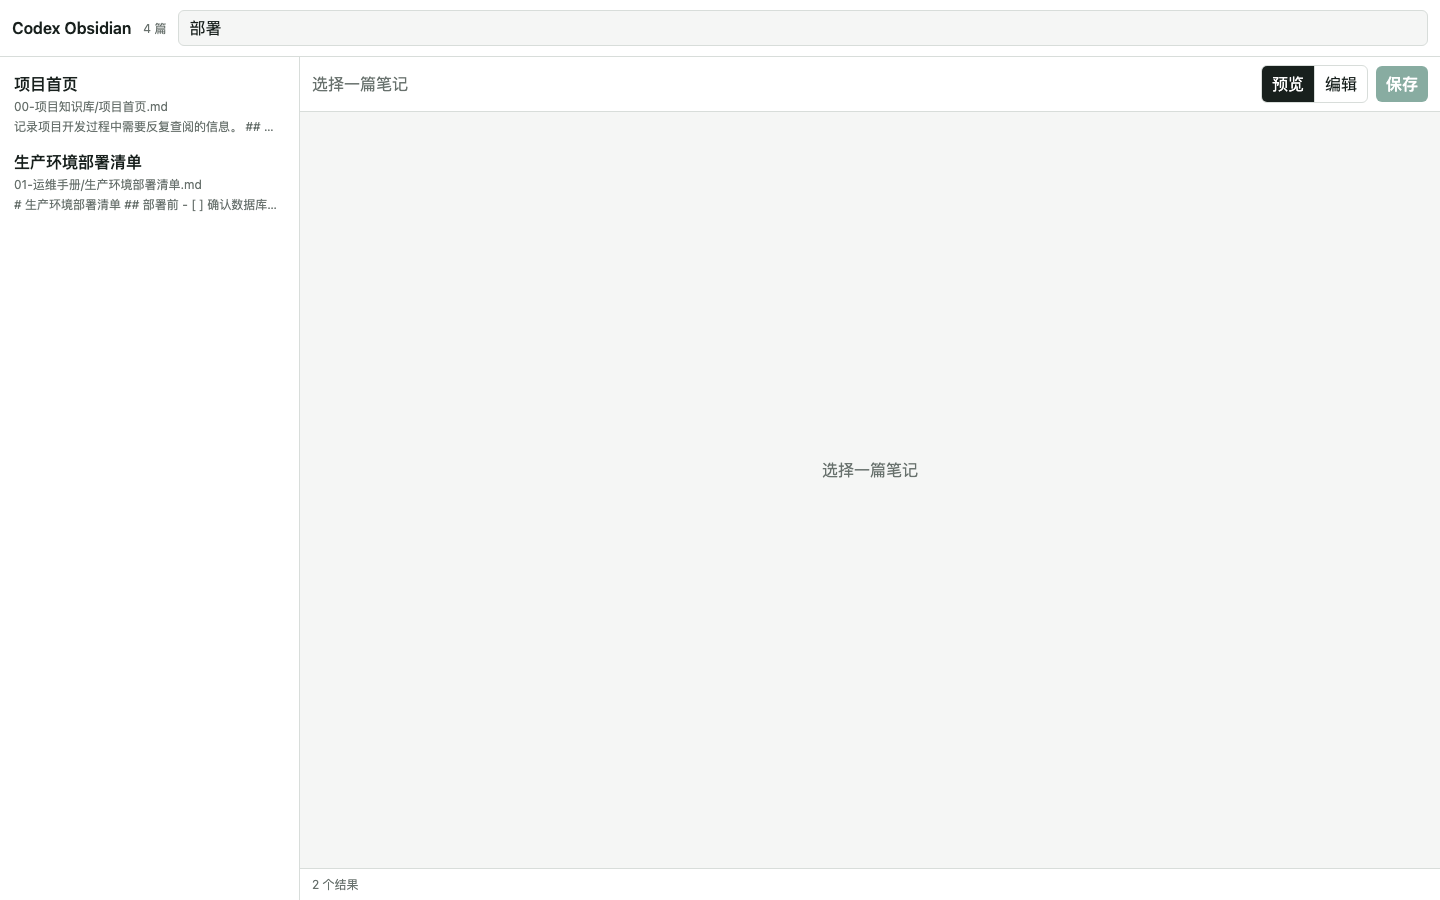 Codex Obsidian 4 篇 部署
项目首页
00-项目知识库/项目首页.md
记录项目开发过程中需要反复查阅的信息。 ## ...
生产环境部署清单
01-运维手册/生产环境部署清单.md
# 生产环境部署清单 ## 部署前 - [ ] 确认数据库...
选择一篇笔记 预览 编辑 保存
选择一篇笔记
2 个结果